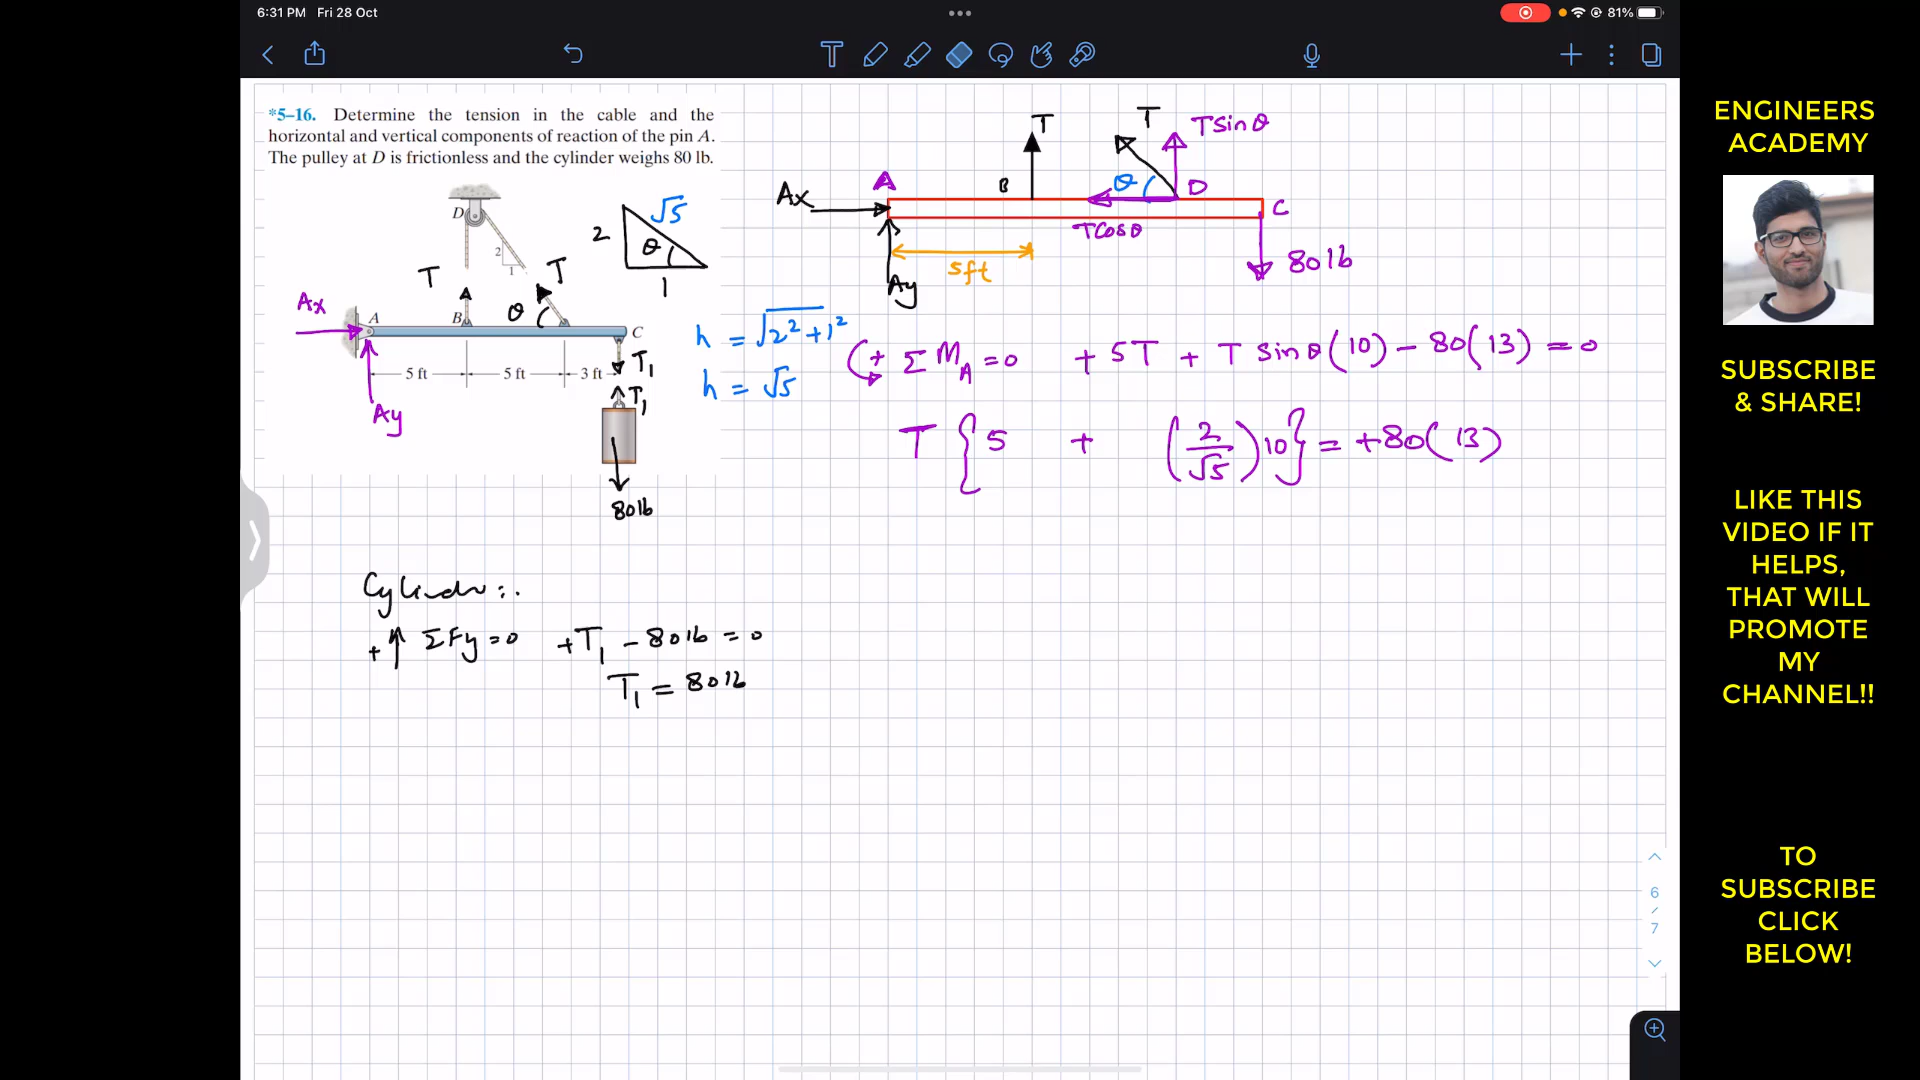 6:31 PM Fri 28 Oct
81%
*5–16. Determine the tension in the cable and the
horizontal and vertical components of reaction of the pin A.
The pulley at D is frictionless and the cylinder weighs 80 lb.
D
2
1
T
T
θ
Ax
A
B
C
5 ft
5 ft
3 ft
T1
T1
Ay
80lb
2
√5
θ
1
h = √2²+1²
h = √5
Cylinder:.
+↑ ΣFy=0 +T1 - 80lb = 0
T1 = 80lb
T
T
Tsinθ
Ax
A
B
θ
D
C
Tcosθ
5ft
80lb
Ay
+ ΣMA=0 +5T + T sinθ(10) - 80(13) = 0
T{5 + (2/√5)10} = +80(13)
6
/
7
ENGINEERS
ACADEMY
SUBSCRIBE
& SHARE!
LIKE THIS
VIDEO IF IT
HELPS,
THAT WILL
PROMOTE
MY
CHANNEL!!
TO
SUBSCRIBE
CLICK
BELOW!